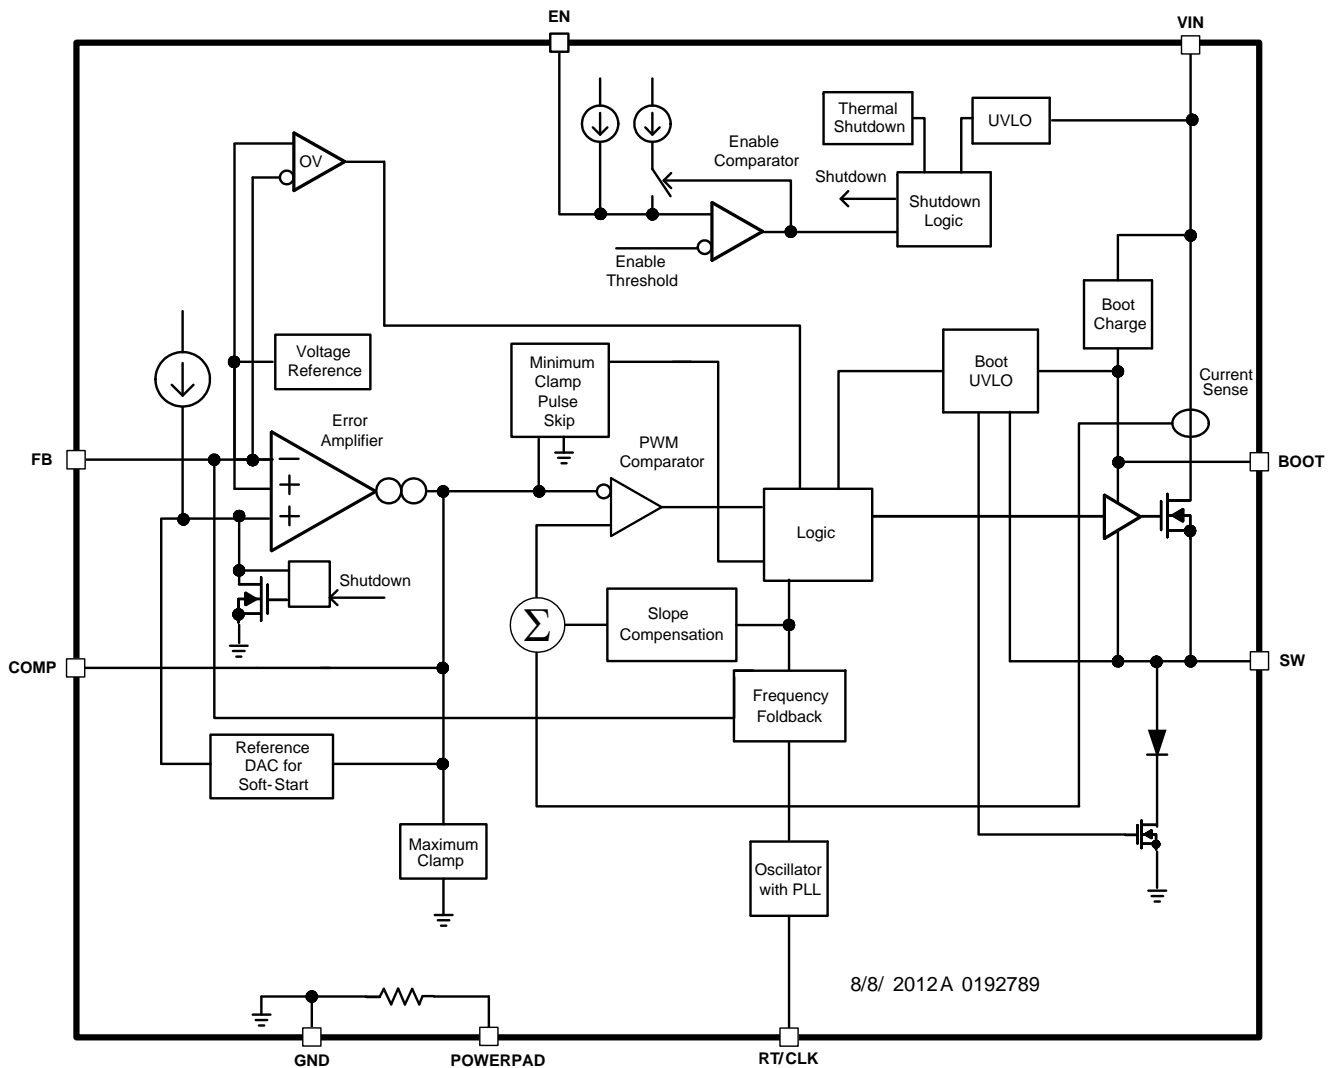 EN
VIN
Thermal
Shutdown
UVLO
Enable
Comparator
OV
Shutdown
Shutdown
Logic
Enable
Threshold
Boot
Charge
Voltage
Reference
Minimum
Clamp
Pulse
Skip
Boot
UVLO
Current
Sense
Error
Amplifier
PWM
Comparator
FB
−
+
+
BOOT
Logic
Shutdown
Σ
Slope
Compensation
COMP
SW
Frequency
Foldback
Reference
DAC for
Soft-Start
Maximum
Clamp
Oscillator
with PLL
8/8/ 2012A 0192789
GND
POWERPAD
RT/CLK